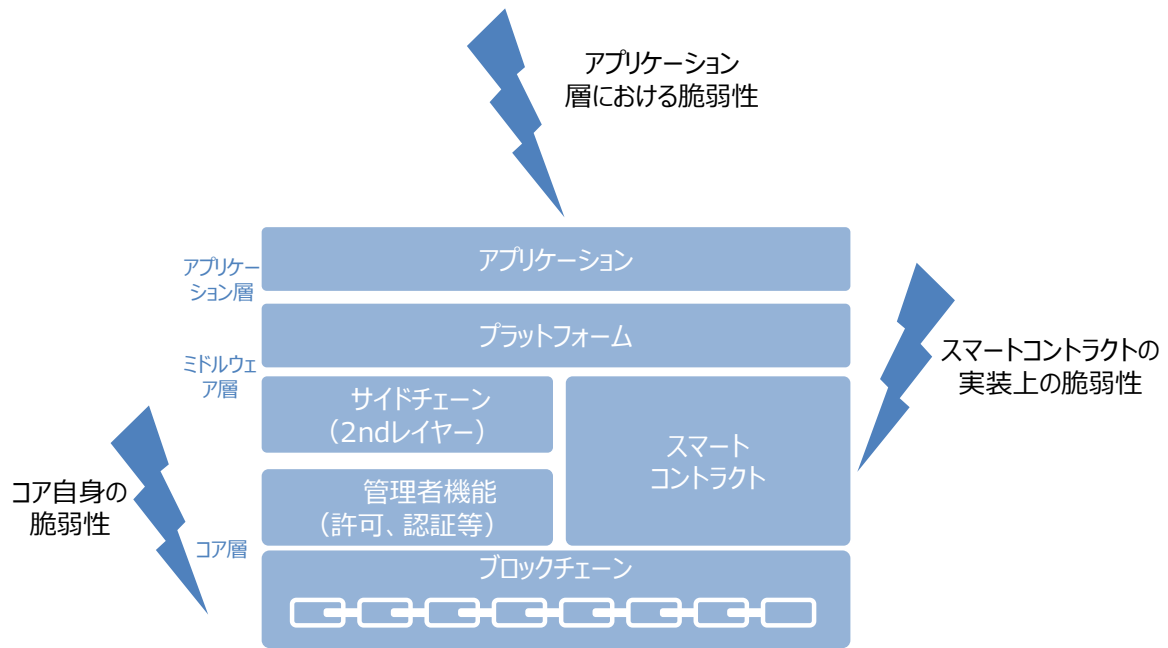 アプリケーション
層における脆弱性
アプリケー
ション層
アプリケーション
プラットフォーム
ミドルウェ
ア層
サイドチェーン
（2ndレイヤー）
スマート
コントラクト
スマートコントラクトの
実装上の脆弱性
コア自身の
脆弱性
管理者機能
（許可、認証等）
コア層
ブロックチェーン